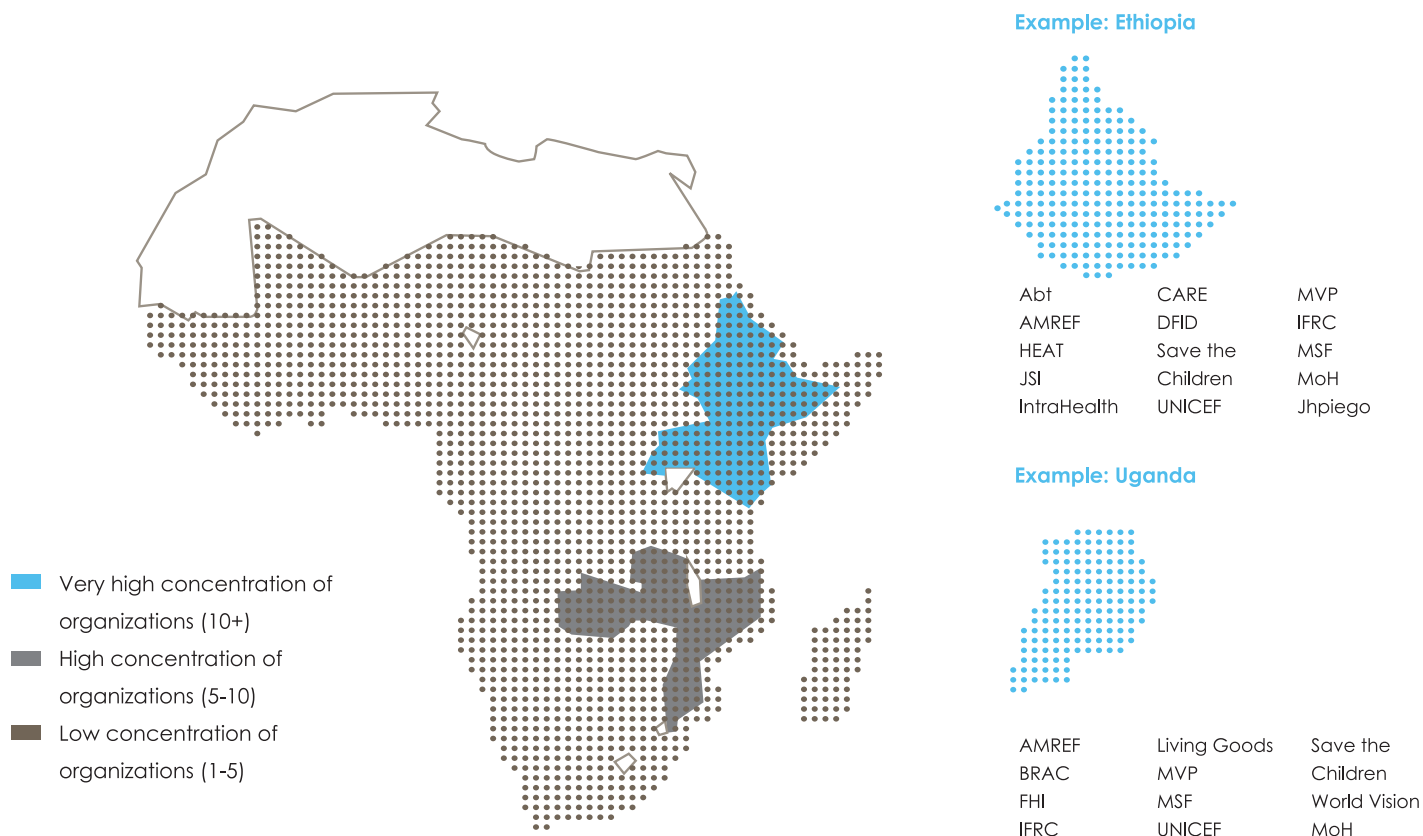 Example: Ethiopia
Abt CARE MVP
AMREF DFID IFRC
HEAT Save the MSF
JSI Children MoH
IntraHealth UNICEF Jhpiego
Example: Uganda
AMREF Living Goods Save the
BRAC MVP Children
FHI MSF World Vision
IFRC UNICEF MoH
Very high concentration of
organizations (10+)
High concentration of
organizations (5-10)
Low concentration of
organizations (1-5)